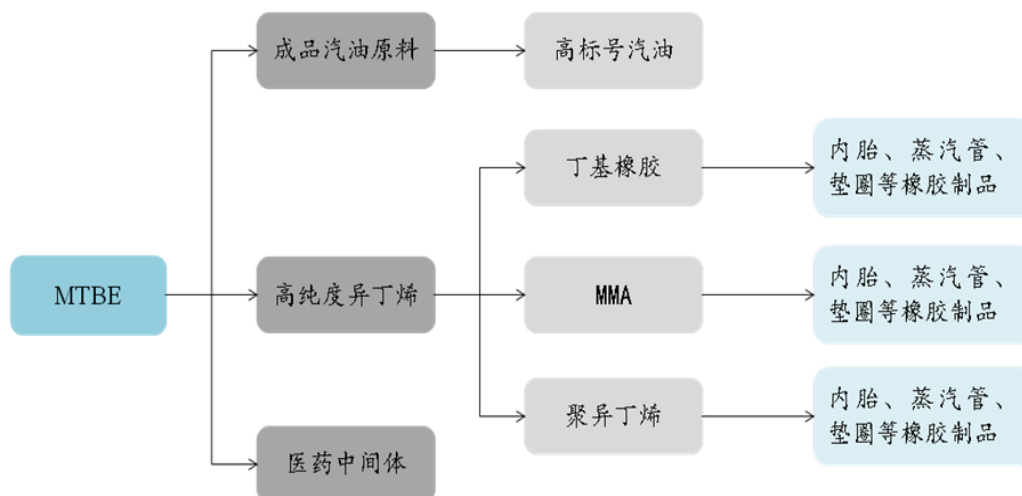 成品汽油原料
高标号汽油
丁基橡胶
内胎、蒸汽管、
垫圈等橡胶制品
MTBE
高纯度异丁烯
MMA
内胎、蒸汽管、
垫圈等橡胶制品
聚异丁烯
内胎、蒸汽管、
垫圈等橡胶制品
医药中间体